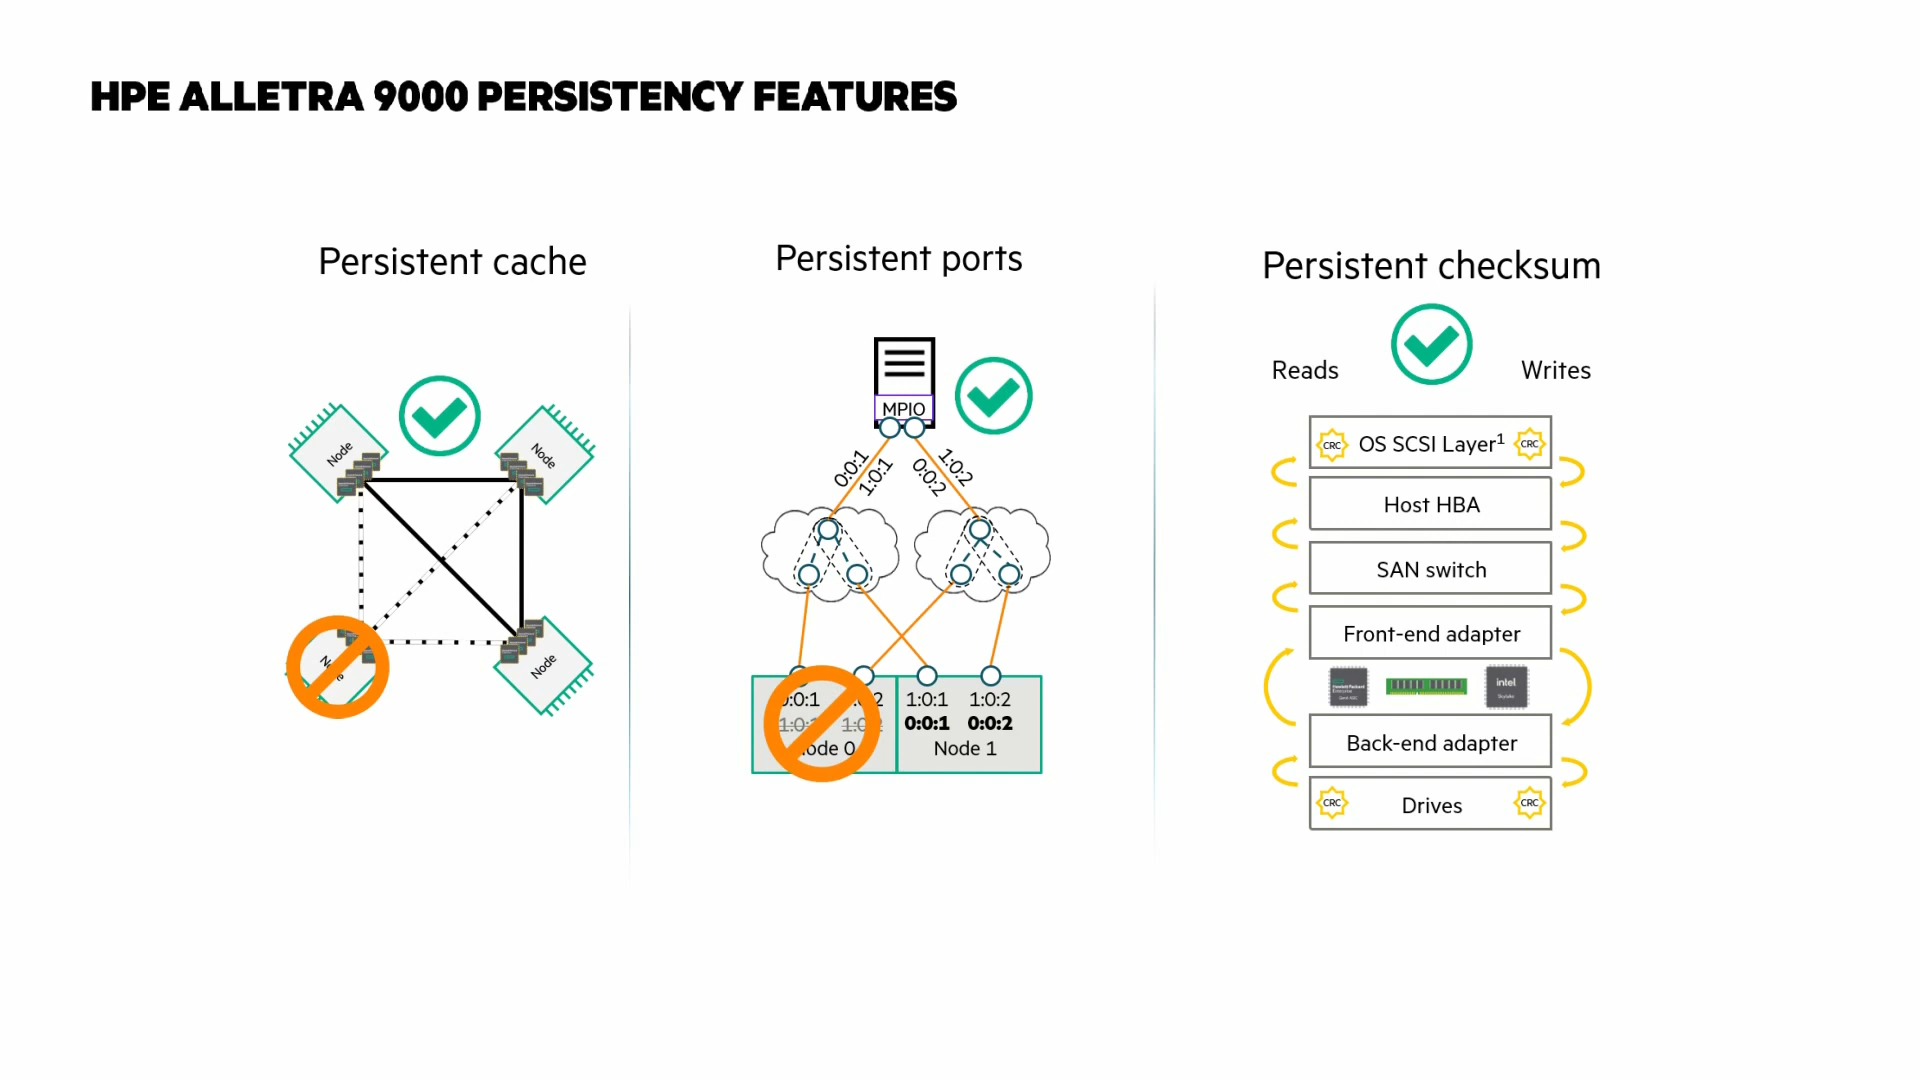 HPE ALLETRA 9000 PERSISTENCY FEATURES
Persistent cache
Node
Node
Node
Persistent ports
MPIO
0:0:1
1:0:1
1:0:2
0:0:2
1:0:1 1:0:2
0:0:1 0:0:2
Node 1
Persistent checksum
Reads
Writes
CRC OS SCSI Layer¹ CRC
Host HBA
SAN switch
Front-end adapter
intel
Back-end adapter
CRC Drives CRC